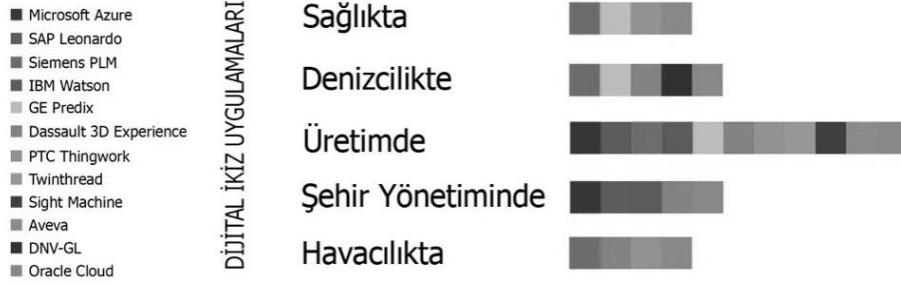 Microsoft Azure
SAP Leonardo
Siemens PLM
IBM Watson
GE Predix
Dassault 3D Experience
PTC Thingwork
Twinthread
Sight Machine
Aveva
DNV-GL
Oracle Cloud
DİJİTAL İKİZ UYGULAMALARI
Sağlıkta
Denizcilikte
Üretimde
Şehir Yönetiminde
Havacılıkta